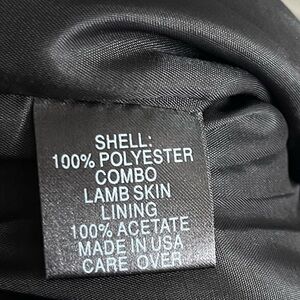 SHELL:
100% POLYESTER
COMBO
LAMB SKIN
LINING
100% ACETATE
MADE IN USA
CARE OVER